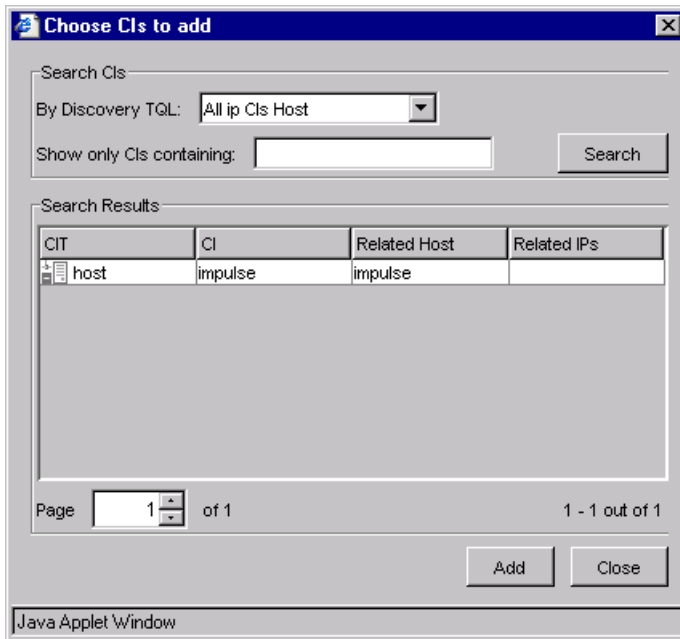 Choose CIs to add
Search CIs
By Discovery TQL: All ip CIs Host
Show only CIs containing: Search
Search Results
CIT CI Related Host Related IPs
host impulse impulse
Page 1 of 1 1 - 1 out of 1
Add Close
Java Applet Window